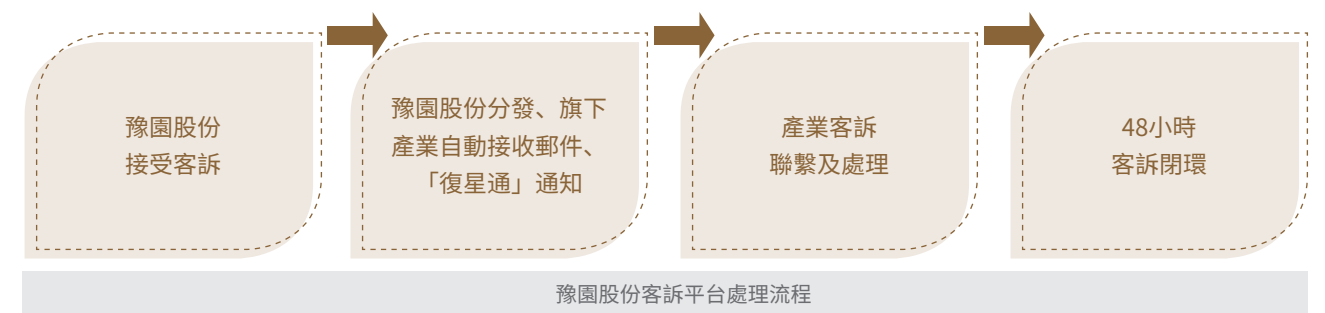 豫園股份
接受客訴
豫園股份分發、旗下
產業自動接收郵件、
「復星通」通知
產業客訴
聯繫及處理
48小時
客訴閉環
豫園股份客訴平台處理流程